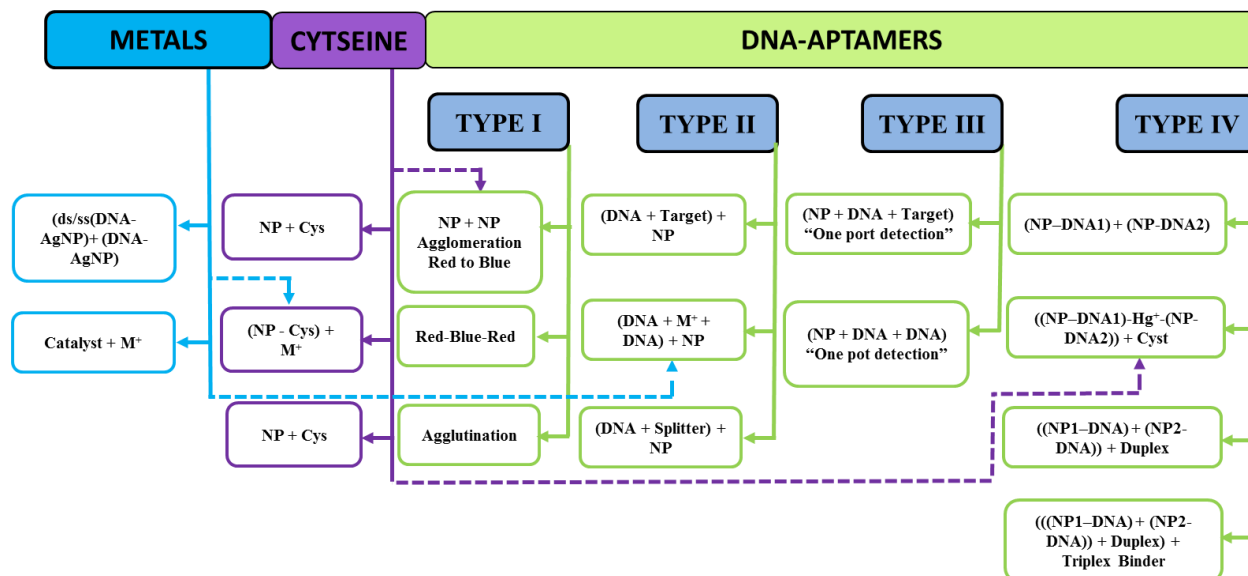 METALS
CYTSEINE
DNA-APTAMERS
TYPE I
TYPE II
TYPE III
TYPE IV
(ds/ss(DNA-
AgNP)+ (DNA-
AgNP)
Catalyst + M⁺
NP + Cys
(NP - Cys) +
M⁺
NP + Cys
NP + NP
Agglomeration
Red to Blue
Red-Blue-Red
Agglutination
(DNA + Target) +
NP
(DNA + M⁺ +
DNA) + NP
(DNA + Splitter) +
NP
(NP + DNA + Target)
“One port detection”
(NP + DNA + DNA)
“One pot detection”
(NP–DNA1) + (NP-DNA2)
((NP–DNA1)-Hg⁺-(NP-
DNA2)) + Cyst
((NP1–DNA) + (NP2-
DNA)) + Duplex
(((NP1–DNA) + (NP2-
DNA)) + Duplex) +
Triplex Binder